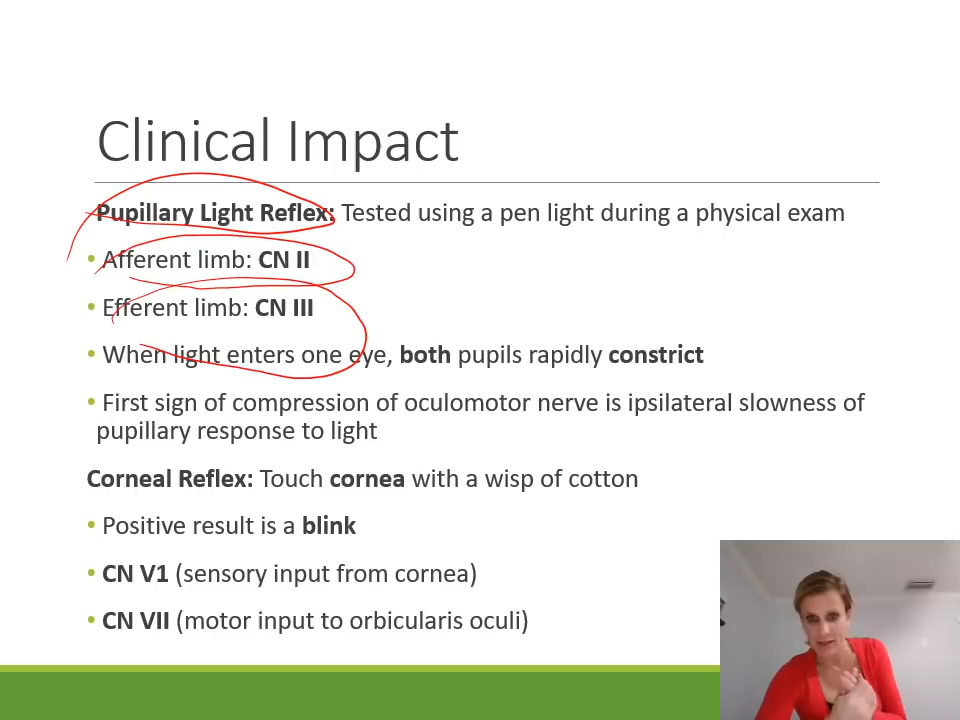 Clinical Impact
Pupillary Light Reflex: Tested using a pen light during a physical exam
• Afferent limb: CN II
• Efferent limb: CN III
• When light enters one eye, both pupils rapidly constrict
• First sign of compression of oculomotor nerve is ipsilateral slowness of
pupillary response to light
Corneal Reflex: Touch cornea with a wisp of cotton
• Positive result is a blink
• CN V1 (sensory input from cornea)
• CN VII (motor input to orbicularis oculi)